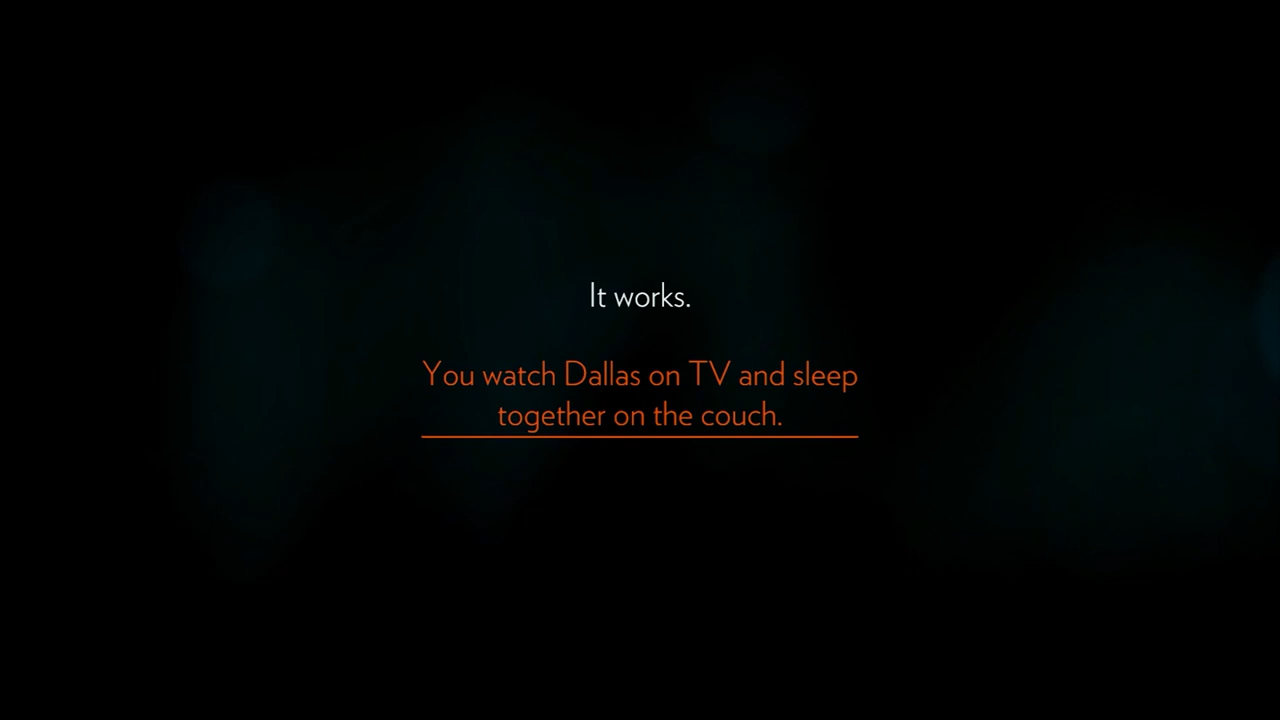 It works.
You watch Dallas on TV and sleep
together on the couch.